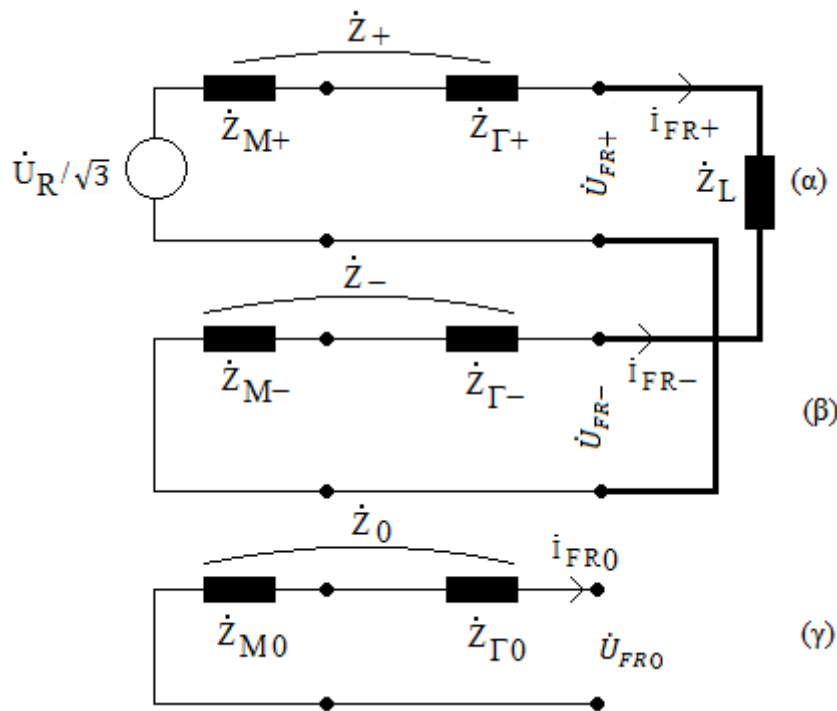 Ż+
ŻM+
ŻΓ+
U̇FR+
İFR+
U̇R/√3
ŻL
(α)
Ż−
ŻM−
ŻΓ−
U̇FR−
İFR−
(β)
Ż0
ŻM0
ŻΓ0
İFR0
U̇FR0
(γ)